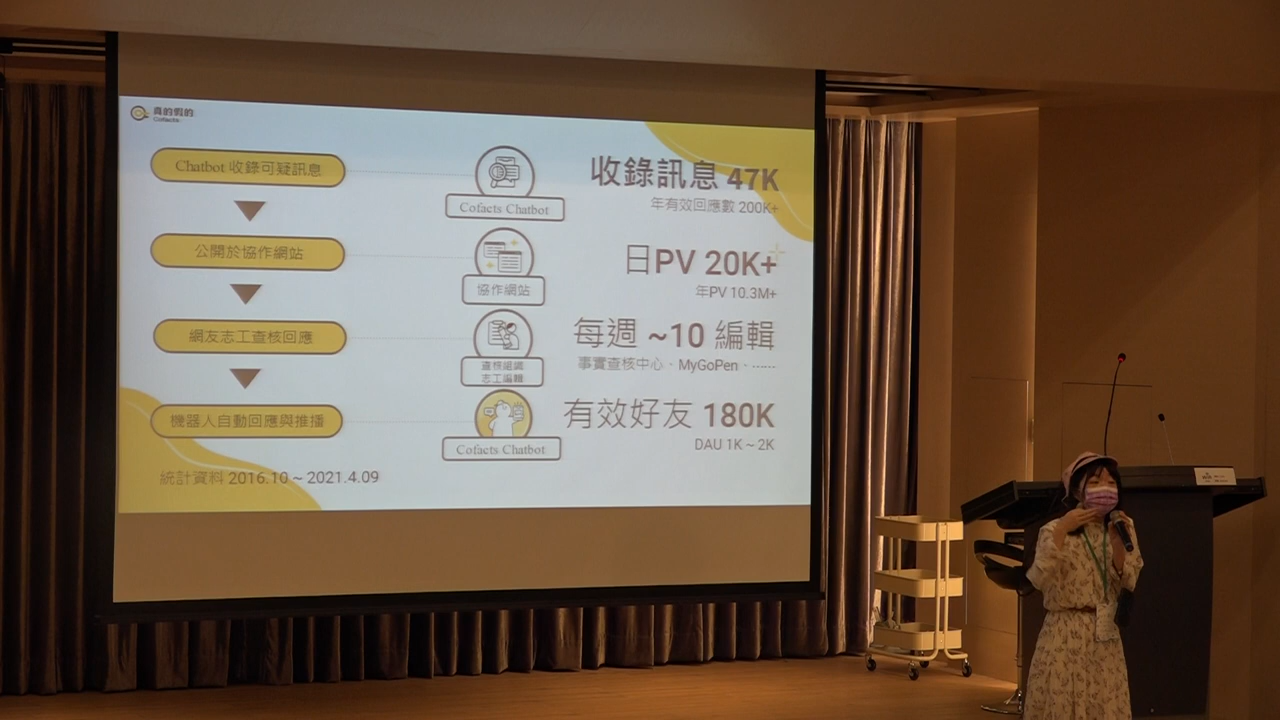 真的假的
Cofacts
Chatbot 收錄可疑訊息
Cofacts Chatbot
收錄訊息 47K
年有效回應數 200K+
公開於協作網站
協作網站
日PV 20K+
年PV 10.3M+
網友志工查核回應
查核組織
志工編輯
每週 ~10 編輯
事實查核中心、MyGoPen、······
機器人自動回應與推播
Cofacts Chatbot
有效好友 180K
DAU 1K ~ 2K
統計資料 2016.10 ~ 2021.4.09